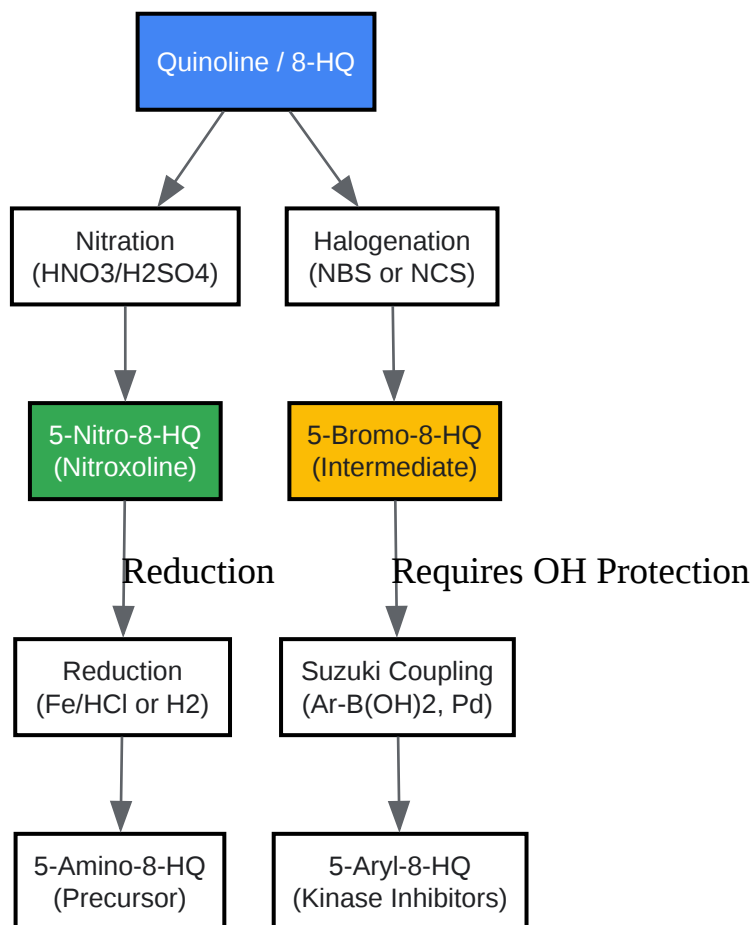 Quinoline / 8-HQ
Nitration
(HNO3/H2SO4)
Halogenation
(NBS or NCS)
5-Nitro-8-HQ
(Nitroxoline)
5-Bromo-8-HQ
(Intermediate)
Reduction
Requires OH Protection
Reduction
(Fe/HCl or H2)
Suzuki Coupling
(Ar-B(OH)2, Pd)
5-Amino-8-HQ
(Precursor)
5-Aryl-8-HQ
(Kinase Inhibitors)